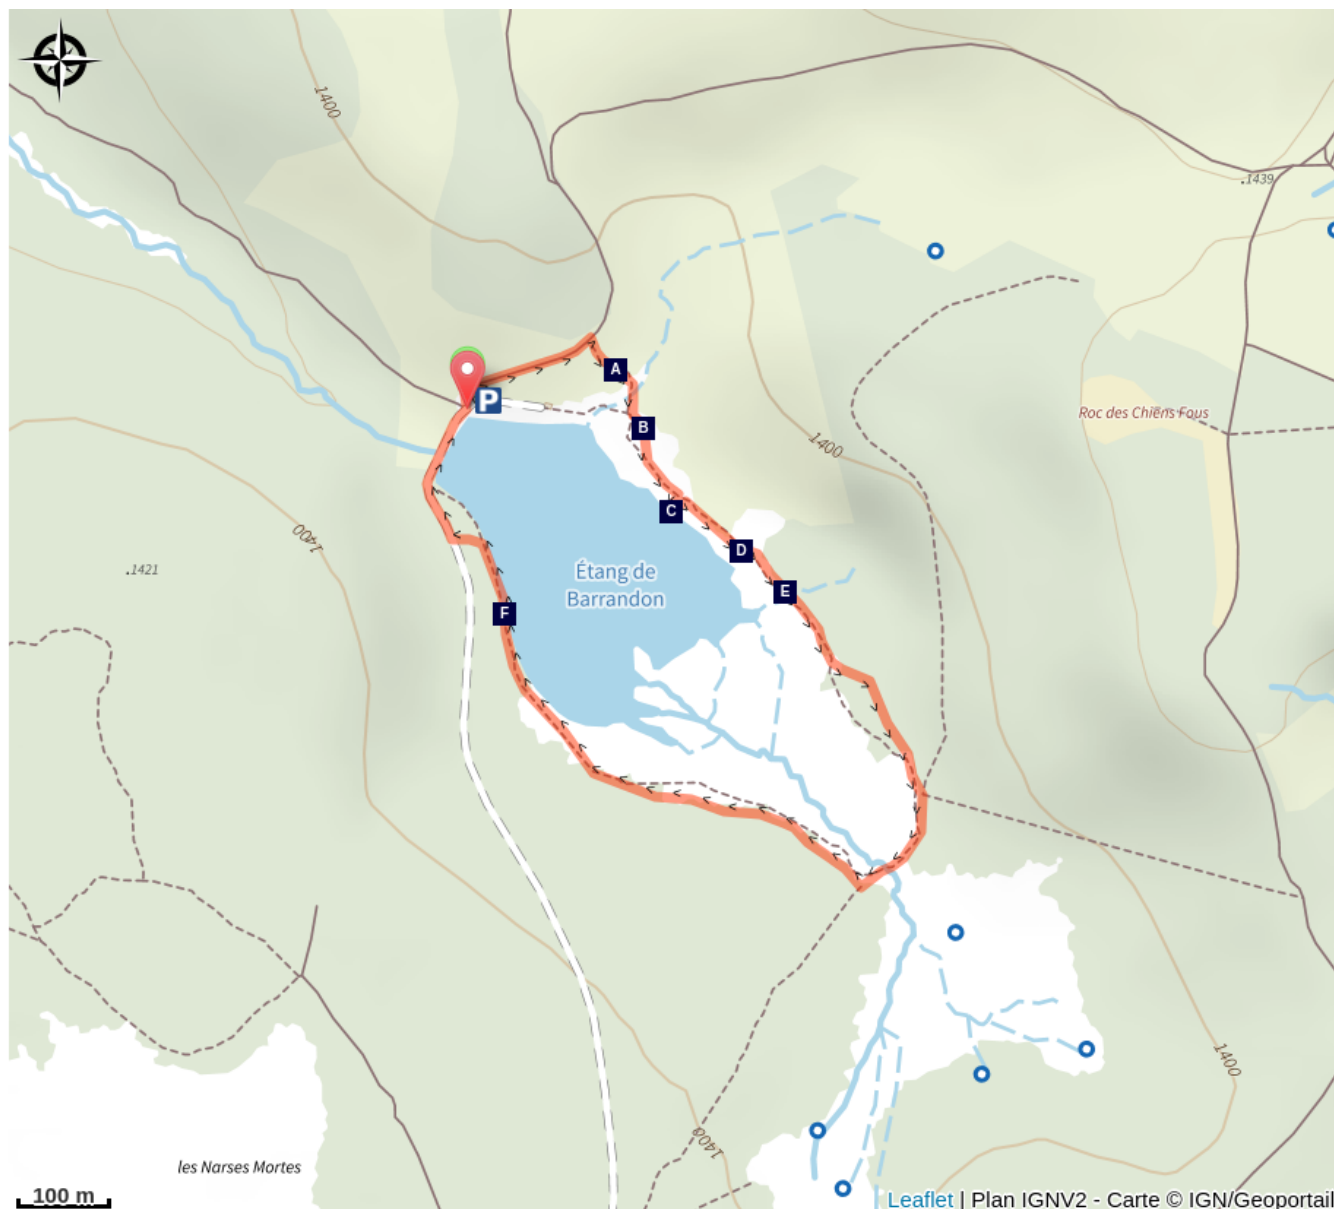 1400
.1439
A
P
B
Roc des Chiens Fous
1400
C
1400
D
.1421
Étang de
Barrandon
E
F
1400
1400
les Narses Mortes
100 m
Leaflet | Plan IGNV2 - Carte © IGN/Geoportail